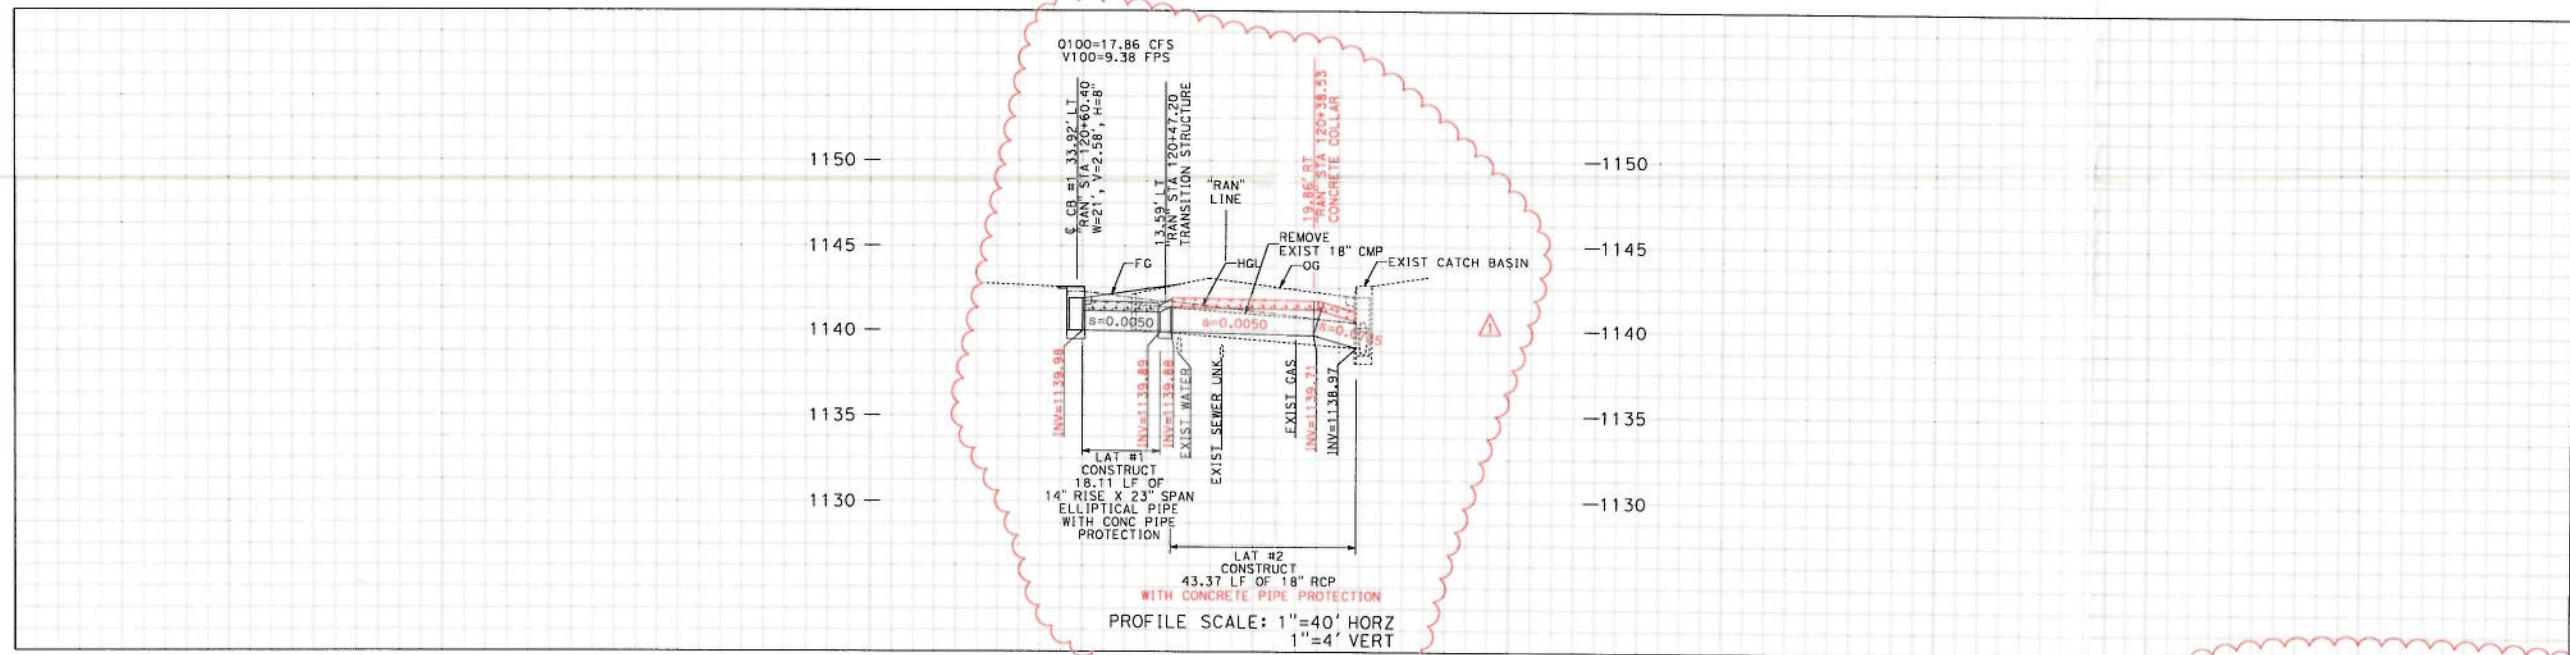 Q100=17.86 CFS
V100=9.38 FPS
℄ CB #1 33.92' LT
"RAN" STA 120+60.40
W=21', V=2.58', H=8"
13.59' LT
"RAN" STA 120+47.20
TRANSITION STRUCTURE
"RAN"
LINE
19.86' RT
"RAN" STA 120+38.53
CONCRETE COLLAR
1150
1145
1140
1135
1130
1150
1145
1140
1135
1130
FG
HGL
REMOVE
EXIST 18" CMP
OG
EXIST CATCH BASIN
s=0.0050
s=0.0050
1
INV=1139.98
INV=1139.89
INV=1139.88
EXIST WATER
EXIST SEWER UNK
EXIST GAS
INV=1139.71
INV=1138.97
LAT #1
CONSTRUCT
18.11 LF OF
14" RISE X 23" SPAN
ELLIPTICAL PIPE
WITH CONC PIPE
PROTECTION
LAT #2
CONSTRUCT
43.37 LF OF 18" RCP
WITH CONCRETE PIPE PROTECTION
PROFILE SCALE: 1"=40' HORZ
1"=4' VERT